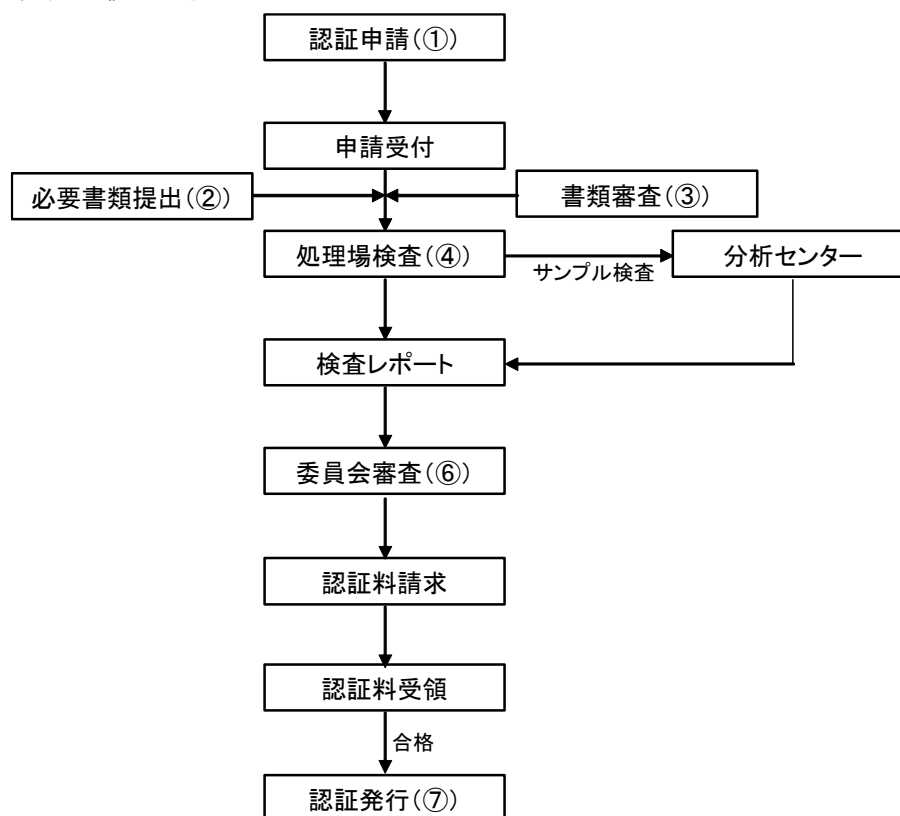 認証申請(①)
申請受付
必要書類提出(②)
書類審査(③)
処理場検査(④)
サンプル検査
分析センター
検査レポート
委員会審査(⑥)
認証料請求
認証料受領
合格
認証発行(⑦)